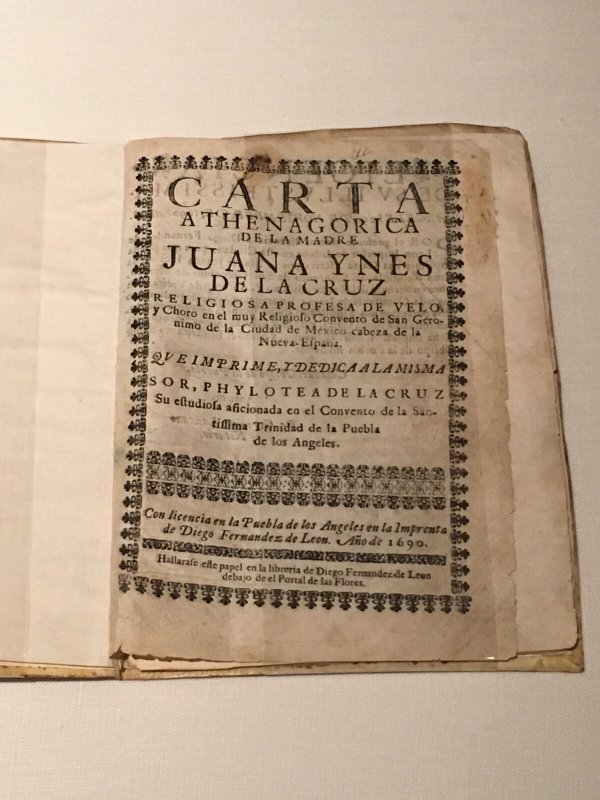 CARTA
ATHENAGORICA
DE LA MADRE
JUANA YNES
DE LA CRUZ
RELIGIOSA PROFESA DE VELO,
y Choro en el muy Religioſo Convento de San Gero-
nimo de la Ciudad de Mexico cabeza de la
Nueva-Eſpaña.
QVE IMPRIME, Y DEDICA A LA MISMA
SOR, PHYLOTEA DE LA CRUZ
Su eſtudioſa aficionada en el Convento de la San-
tiſſima Trinidad de la Puebla
de los Angeles.
Con licencia en la Puebla de los Angeles en la Imprenta
de Diego Fernandez de Leon. Año de 1690.
Hallaraſe eſte papel en la libreria de Diego Fernandez de Leon
debajo de el Portal de las Flores.